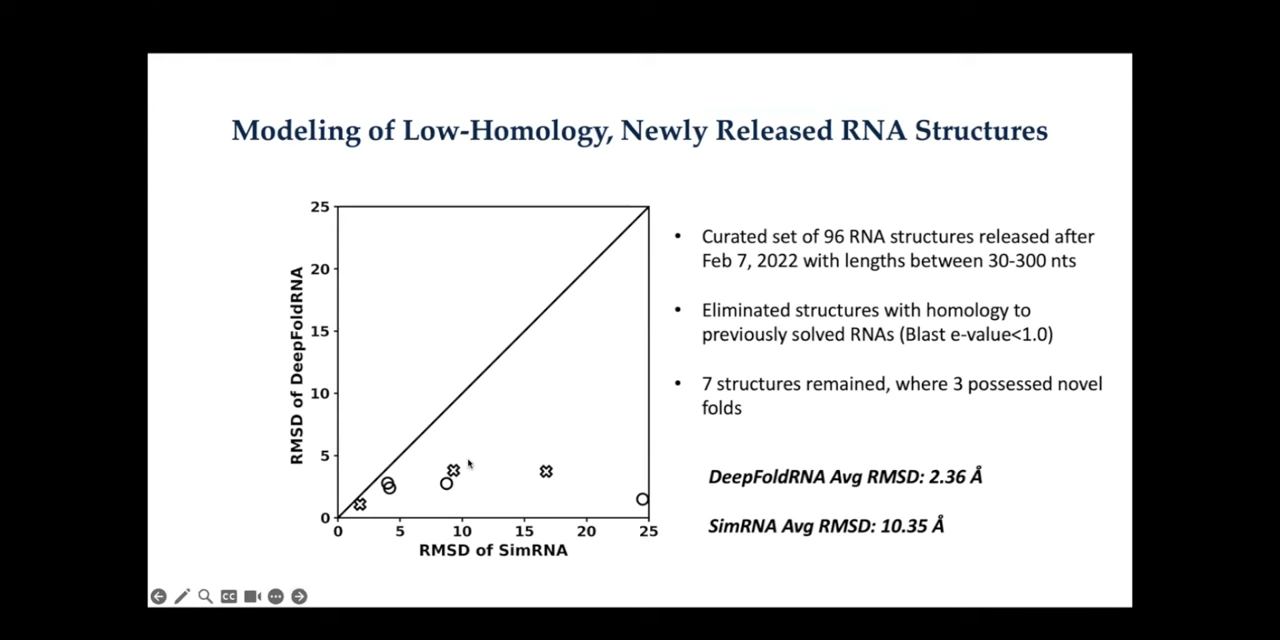 Modeling of Low-Homology, Newly Released RNA Structures
25
20
15
10
5
0
RMSD of DeepFoldRNA
0 5 10 15 20 25
RMSD of SimRNA
• Curated set of 96 RNA structures released after
Feb 7, 2022 with lengths between 30-300 nts
• Eliminated structures with homology to
previously solved RNAs (Blast e-value<1.0)
• 7 structures remained, where 3 possessed novel
folds
DeepFoldRNA Avg RMSD: 2.36 Å
SimRNA Avg RMSD: 10.35 Å
CC